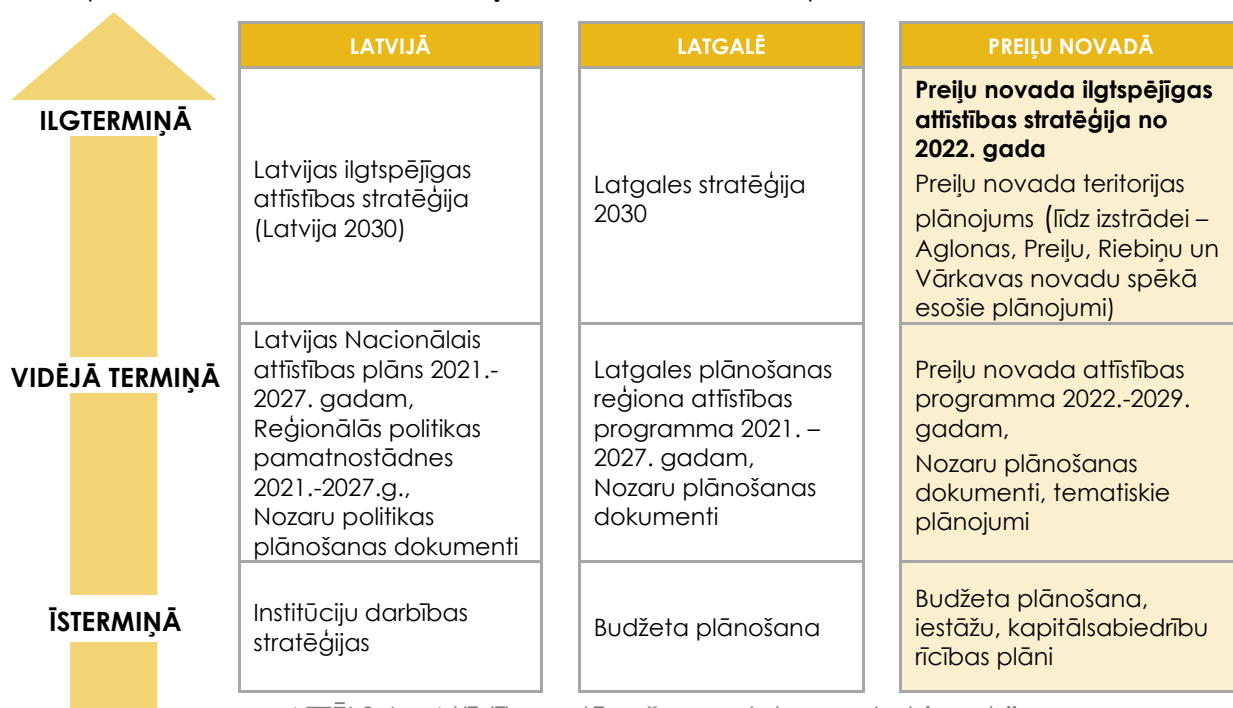 LATVIJĀ
LATGALĒ
PREIĻU NOVADĀ
ILGTERMIŅĀ
Latvijas ilgtspējīgas
attīstības stratēģija
(Latvija 2030)
Latgales stratēģija
2030
Preiļu novada ilgtspējīgas
attīstības stratēģija no
2022. gada
Preiļu novada teritorijas
plānojums (līdz izstrādei –
Aglonas, Preiļu, Riebiņu un
Vārkavas novadu spēkā
esošie plānojumi)
VIDĒJĀ TERMIŅĀ
Latvijas Nacionālais
attīstības plāns 2021.-
2027. gadam,
Reģionālās politikas
pamatnostādnes
2021.-2027.g.,
Nozaru politikas
plānošanas dokumenti
Latgales plānošanas
reģiona attīstības
programma 2021. –
2027. gadam,
Nozaru plānošanas
dokumenti
Preiļu novada attīstības
programma 2022.-2029.
gadam,
Nozaru plānošanas
dokumenti, tematiskie
plānojumi
ĪSTERMIŅĀ
Institūciju darbības
stratēģijas
Budžeta plānošana
Budžeta plānošana,
iestāžu, kapitālsabiedrību
rīcības plāni